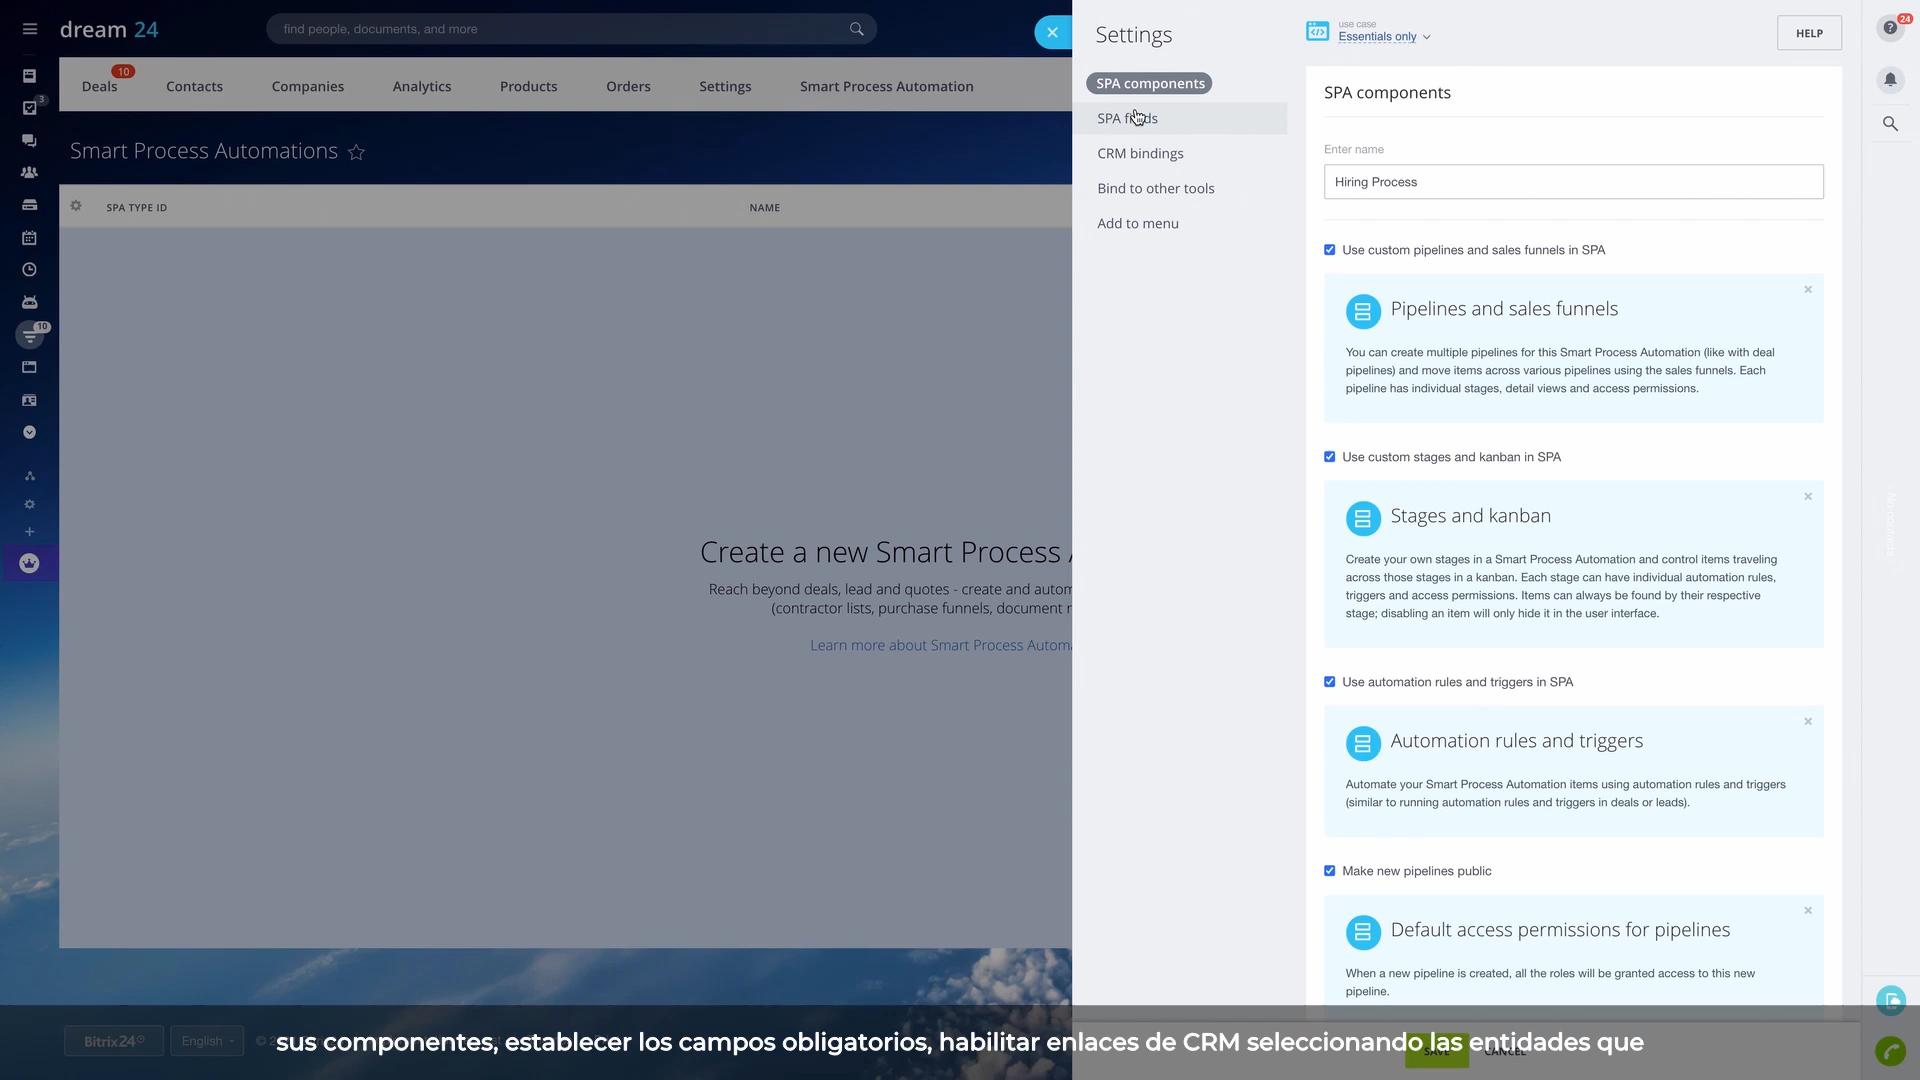 dream 24
find people, documents, and more
Deals
10
Contacts
Companies
Analytics
Products
Orders
Settings
Smart Process Automation
Smart Process Automations
SPA TYPE ID
NAME
Create a new Smart Process
Reach beyond deals, lead and quotes - create and autom
(contractor lists, purchase funnels, document
Learn more about Smart Process Autom
3
10
Bitrix24
English
Settings
SPA components
SPA
CRM bindings
Bind to other tools
Add to menu
use case
Essentials only
HELP
24
SPA components
Enter name
Hiring Process
Use custom pipelines and sales funnels in SPA
Pipelines and sales funnels
You can create multiple pipelines for this Smart Process Automation (like with deal
pipelines) and move items across various pipelines using the sales funnels. Each
pipeline has individual stages, detail views and access permissions.
Use custom stages and kanban in SPA
Stages and kanban
Create your own stages in a Smart Process Automation and control items traveling
across those stages in a kanban. Each stage can have individual automation rules,
triggers and access permissions. Items can always be found by their respective
stage; disabling an item will only hide it in the user interface.
Use automation rules and triggers in SPA
Automation rules and triggers
Automate your Smart Process Automation items using automation rules and triggers
(similar to running automation rules and triggers in deals or leads).
Make new pipelines public
Default access permissions for pipelines
When a new pipeline is created, all the roles will be granted access to this new
pipeline.
SAVE
CANCEL
sus componentes, establecer los campos obligatorios, habilitar enlaces de CRM seleccionando las entidades que